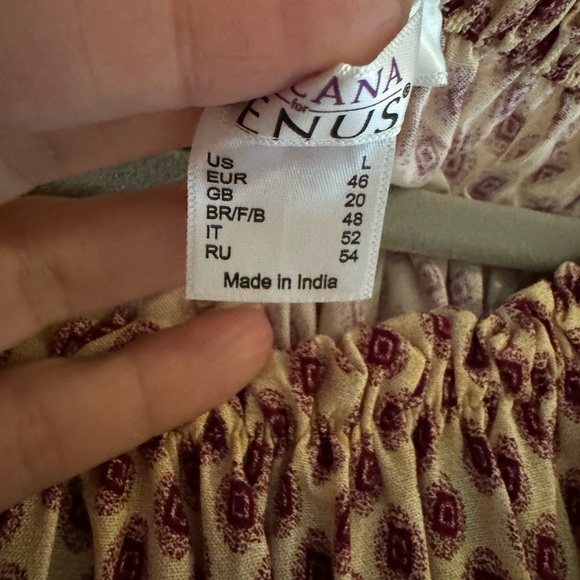 CANA
for
ENUS®
US L
EUR 46
GB 20
BR/F/B 48
IT 52
RU 54
Made in India